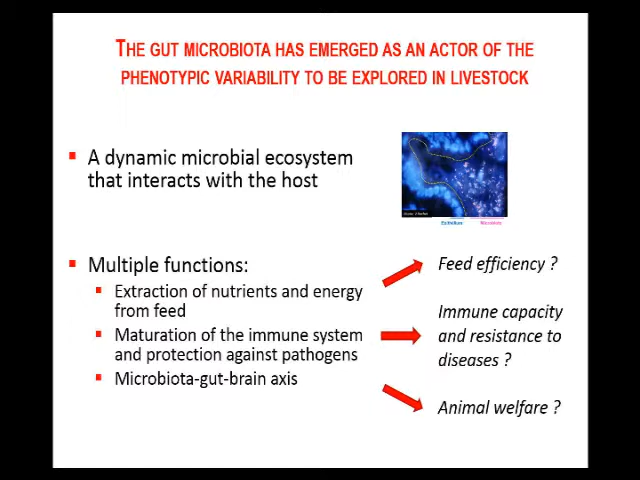 THE GUT MICROBIOTA HAS EMERGED AS AN ACTOR OF THE
PHENOTYPIC VARIABILITY TO BE EXPLORED IN LIVESTOCK
A dynamic microbial ecosystem
that interacts with the host
Epithelium Microbiota
Multiple functions:
Extraction of nutrients and energy
from feed
Maturation of the immune system
and protection against pathogens
Microbiota-gut-brain axis
Feed efficiency ?
Immune capacity
and resistance to
diseases ?
Animal welfare ?